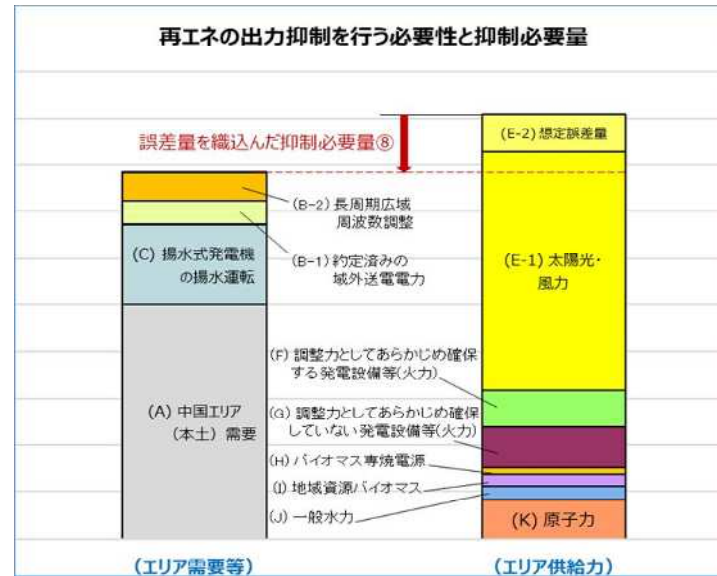 再エネの出力抑制を行う必要性と抑制必要量
誤差量を織込んだ抑制必要量⑧
(B-2) 長周期広域
周波数調整
(B-1) 約定済みの
域外送電電力
(C) 揚水式発電機
の揚水運転
(A) 中国エリア
(本土) 需要
(E-2) 想定誤差量
(E-1) 太陽光・
風力
(F) 調整力としてあらかじめ確保
する発電設備等(火力)
(G) 調整力としてあらかじめ確保
していない発電設備等(火力)
(H) バイオマス専焼電源
(I) 地域資源バイオマス
(J) 一般水力
(K) 原子力
(エリア需要等)
(エリア供給力)